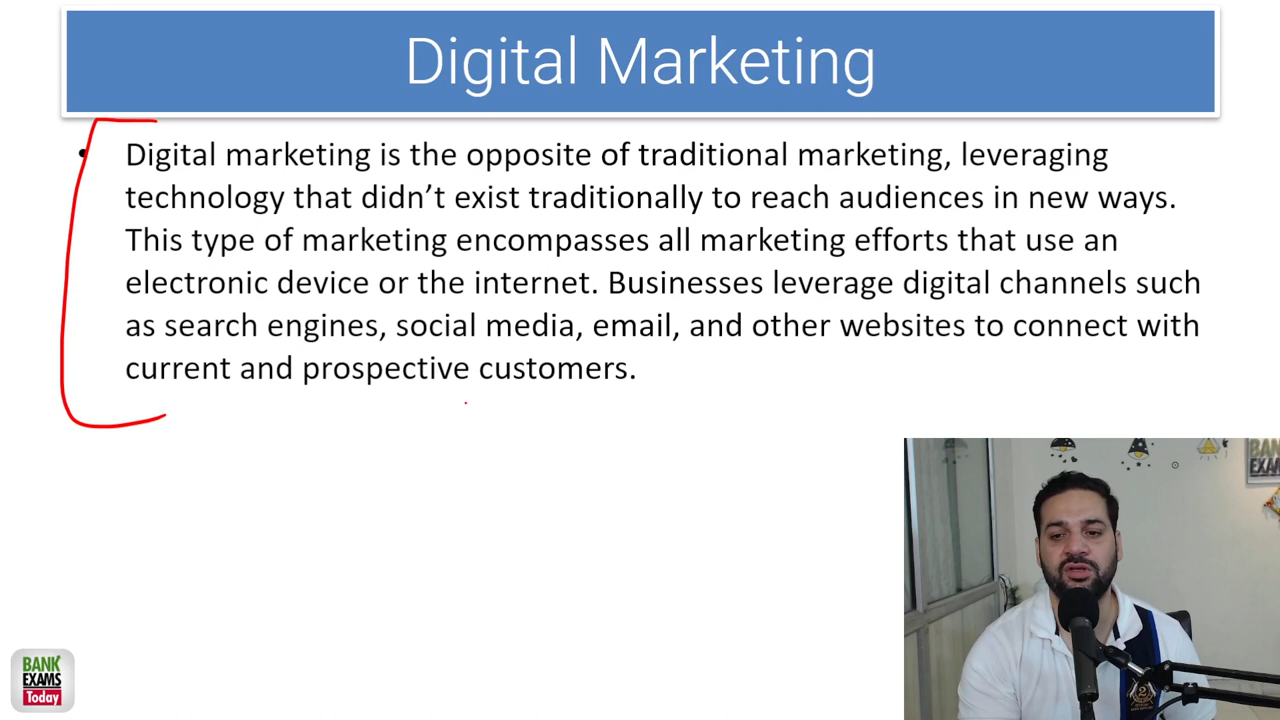 Digital Marketing
• Digital marketing is the opposite of traditional marketing, leveraging
technology that didn’t exist traditionally to reach audiences in new ways.
This type of marketing encompasses all marketing efforts that use an
electronic device or the internet. Businesses leverage digital channels such
as search engines, social media, email, and other websites to connect with
current and prospective customers.
BANK
EXAMS
Today
2